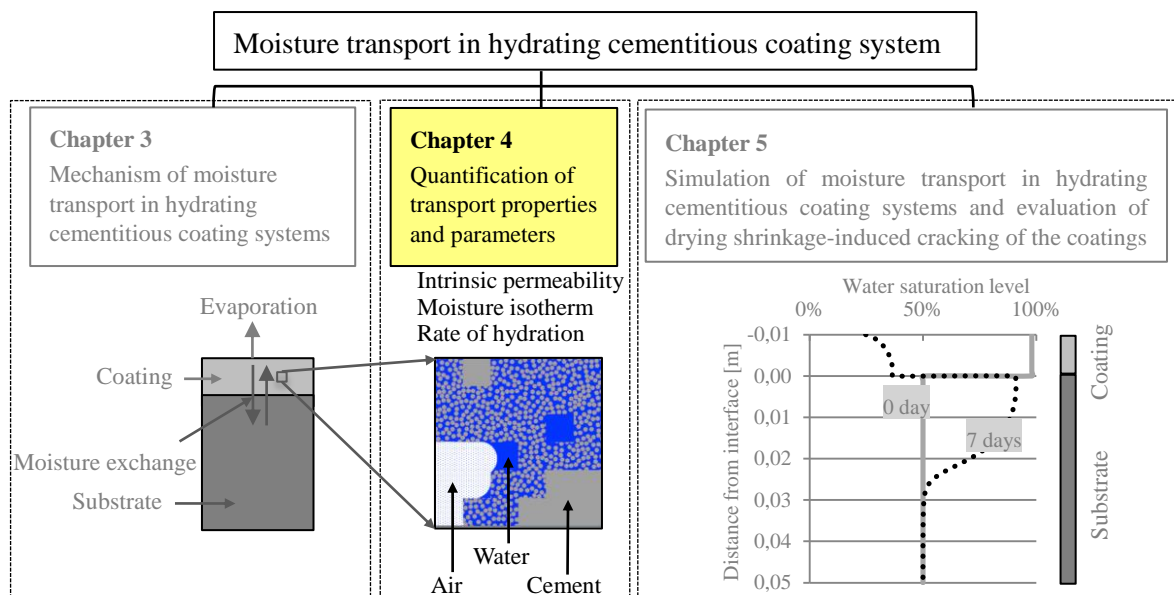 Moisture transport in hydrating cementitious coating system
Chapter 3
Mechanism of moisture
transport in hydrating
cementitious coating systems
Evaporation
Coating
Moisture exchange
Substrate
Chapter 4
Quantification of
transport properties
and parameters
Intrinsic permeability
Moisture isotherm
Rate of hydration
Water
Air
Cement
Chapter 5
Simulation of moisture transport in hydrating
cementitious coating systems and evaluation of
drying shrinkage-induced cracking of the coatings
Water saturation level
0% 50% 100%
Distance from interface [m]
-0,01
0,00
0,01
0,02
0,03
0,04
0,05
0 day
7 days
Coating
Substrate